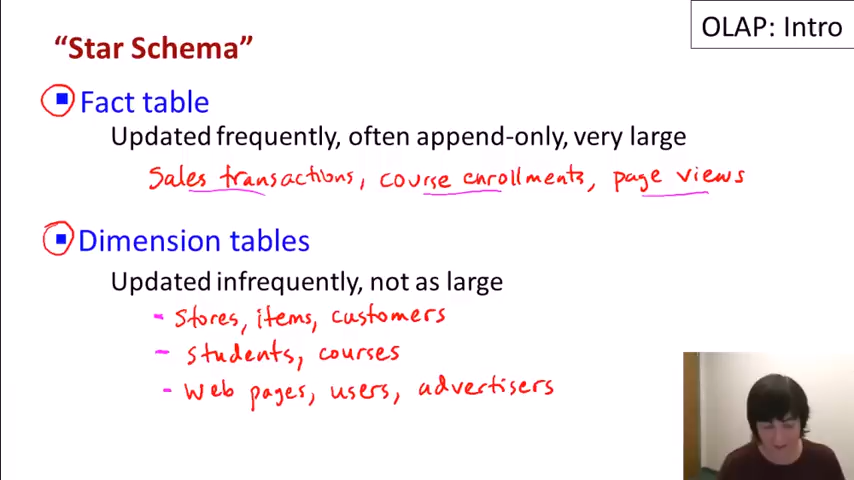 OLAP: Intro
“Star Schema”
Fact table
Updated frequently, often append-only, very large
Sales transactions, course enrollments, page views
Dimension tables
Updated infrequently, not as large
- Stores, items, customers
- Students, courses
- Web pages, users, advertisers